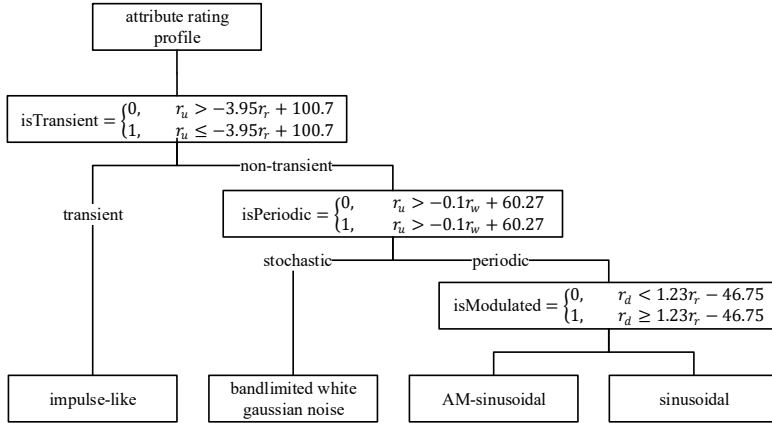 attribute rating
profile
isTransient = {0, r_u > −3.95r_r + 100.7
1, r_u ≤ −3.95r_r + 100.7
non-transient
transient
isPeriodic = {0, r_u > −0.1r_w + 60.27
1, r_u > −0.1r_w + 60.27
stochastic
periodic
isModulated = {0, r_d < 1.23r_r − 46.75
1, r_d ≥ 1.23r_r − 46.75
impulse-like
bandlimited white
gaussian noise
AM-sinusoidal
sinusoidal